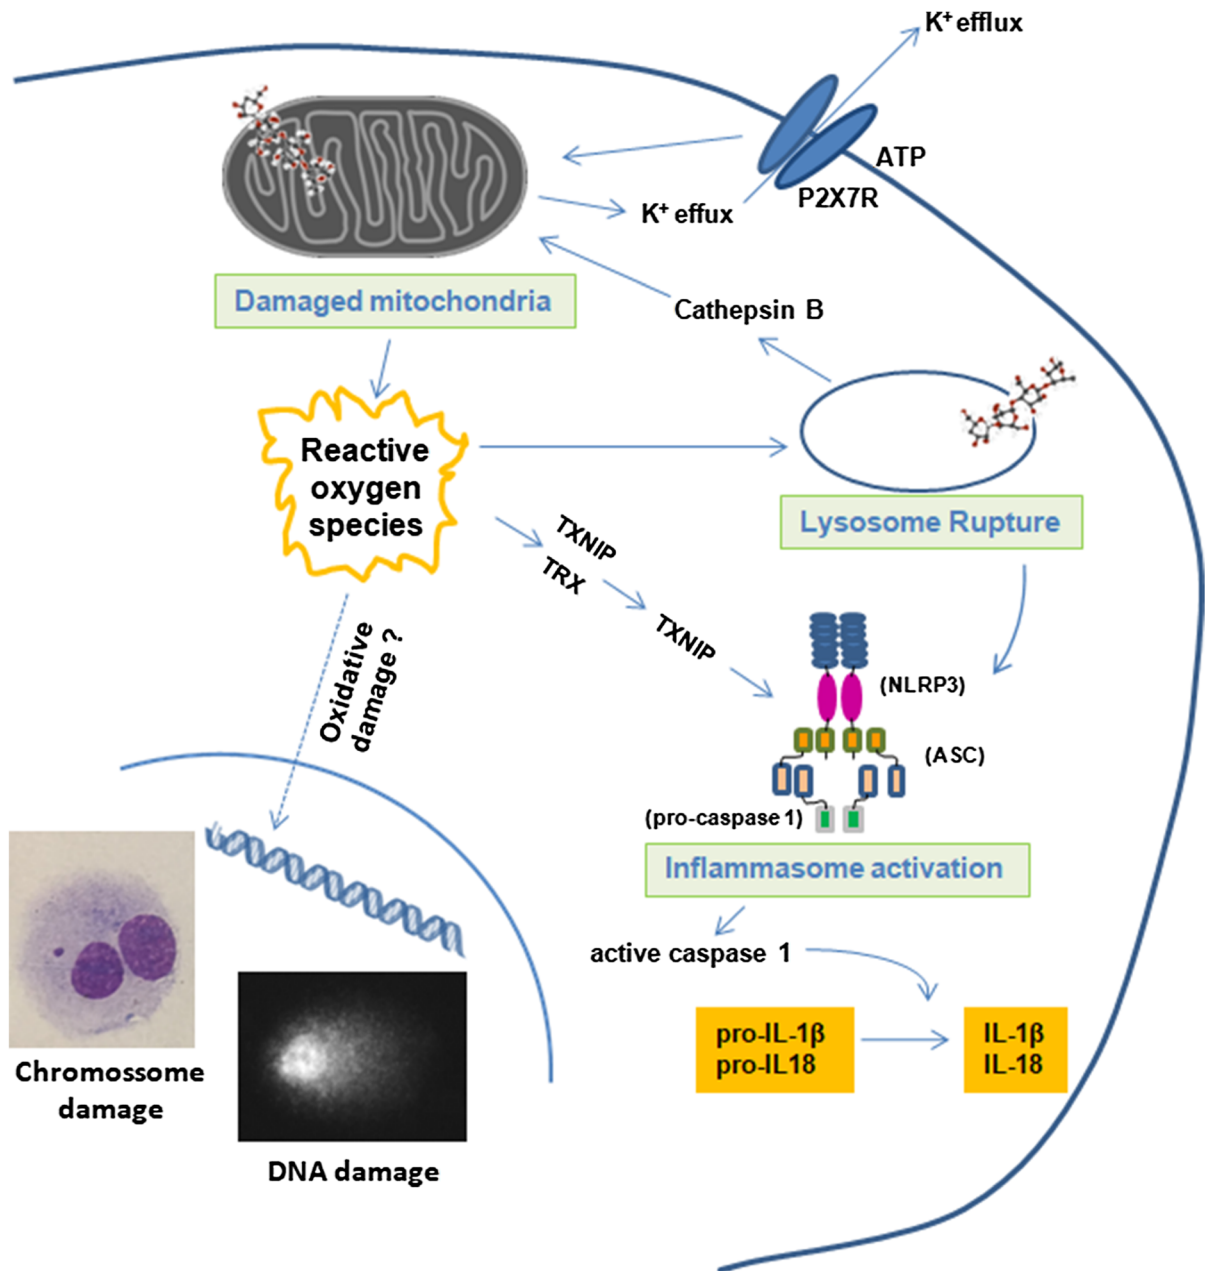 K+ efflux
ATP
P2X7R
K+ effux
Damaged mitochondria
Cathepsin B
Reactive
oxygen
species
Lysosome Rupture
TXNIP
TRX
TXNIP
Oxidative
damage ?
(NLRP3)
(ASC)
(pro-caspase 1)
Inflammasome activation
active caspase 1
pro-IL-1β
pro-IL18
IL-1β
IL-18
Chromossome
damage
DNA damage